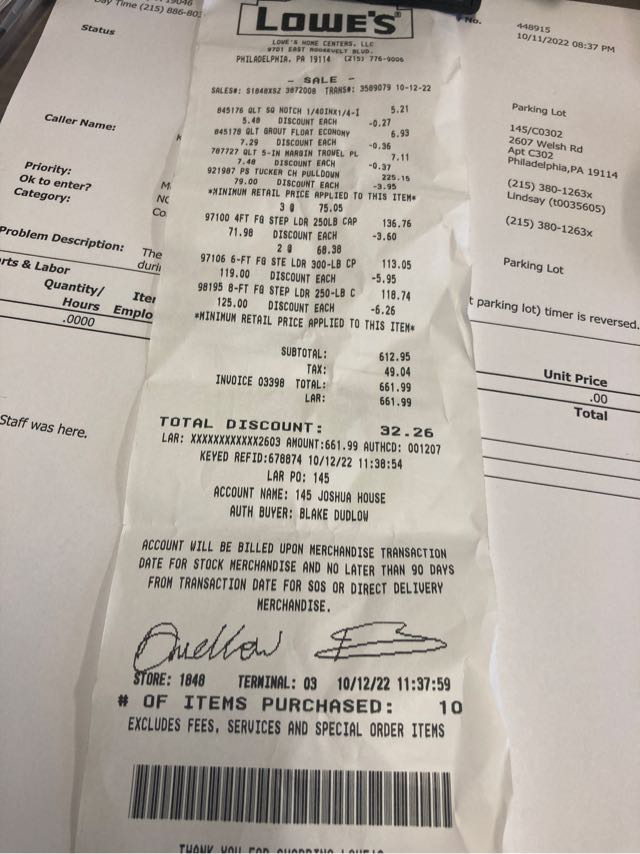 Day Time (215) 886-803
Status
Caller Name:
Priority:
Ok to enter?
Category:
Problem Description: The
duri
rts & Labor
Quantity/
Hours
Employ
.0000
Staff was here.
No.
448915
10/11/2022 08:37 PM
Parking Lot
145/C0302
2607 Welsh Rd
Apt C302
Philadelphia,PA 19114
(215) 380-1263x
Lindsay (t0035605)
(215) 380-1263x
Parking Lot
t parking lot) timer is reversed.
Unit Price
.00
Total
LOWE'S
LOWE'S HOME CENTERS, LLC
9701 EAST ROOSEVELT BLVD.
PHILADELPHIA, PA 19114 (215) 776-9006
- SALE -
SALES#: S1848XS2 3072008 TRANS#: 3589079 10-12-22
845176 QLT SQ NOTCH 1/4OINX1/4-I 5.21
5.48 DISCOUNT EACH -0.27
845178 QLT GROUT FLOAT ECONOMY 6.93
7.29 DISCOUNT EACH -0.36
787727 QLT 5-IN MARGIN TROWEL PL 7.11
7.48 DISCOUNT EACH -0.37
921987 PS TUCKER CH PULLDOWN 225.15
79.00 DISCOUNT EACH -3.95
*MINIMUM RETAIL PRICE APPLIED TO THIS ITEM*
3 @ 75.05
97100 4FT FG STEP LDR 250LB CAP 136.76
71.98 DISCOUNT EACH -3.60
2 @ 68.38
97106 6-FT FG STE LDR 300-LB CP 113.05
119.00 DISCOUNT EACH -5.95
98195 8-FT FG STEP LDR 250-LB C 118.74
125.00 DISCOUNT EACH -6.26
*MINIMUM RETAIL PRICE APPLIED TO THIS ITEM*
SUBTOTAL: 612.95
TAX: 49.04
INVOICE 03398 TOTAL: 661.99
LAR: 661.99
TOTAL DISCOUNT: 32.26
LAR: XXXXXXXXXXXX2603 AMOUNT:661.99 AUTHCD: 001207
KEYED REFID:678874 10/12/22 11:38:54
LAR PO: 145
ACCOUNT NAME: 145 JOSHUA HOUSE
AUTH BUYER: BLAKE DUDLOW
ACCOUNT WILL BE BILLED UPON MERCHANDISE TRANSACTION
DATE FOR STOCK MERCHANDISE AND NO LATER THAN 90 DAYS
FROM TRANSACTION DATE FOR SOS OR DIRECT DELIVERY
MERCHANDISE.
STORE: 1848 TERMINAL: 03 10/12/22 11:37:59
# OF ITEMS PURCHASED: 10
EXCLUDES FEES, SERVICES AND SPECIAL ORDER ITEMS
THANK YOU FOR SHOPPING LOWE'S